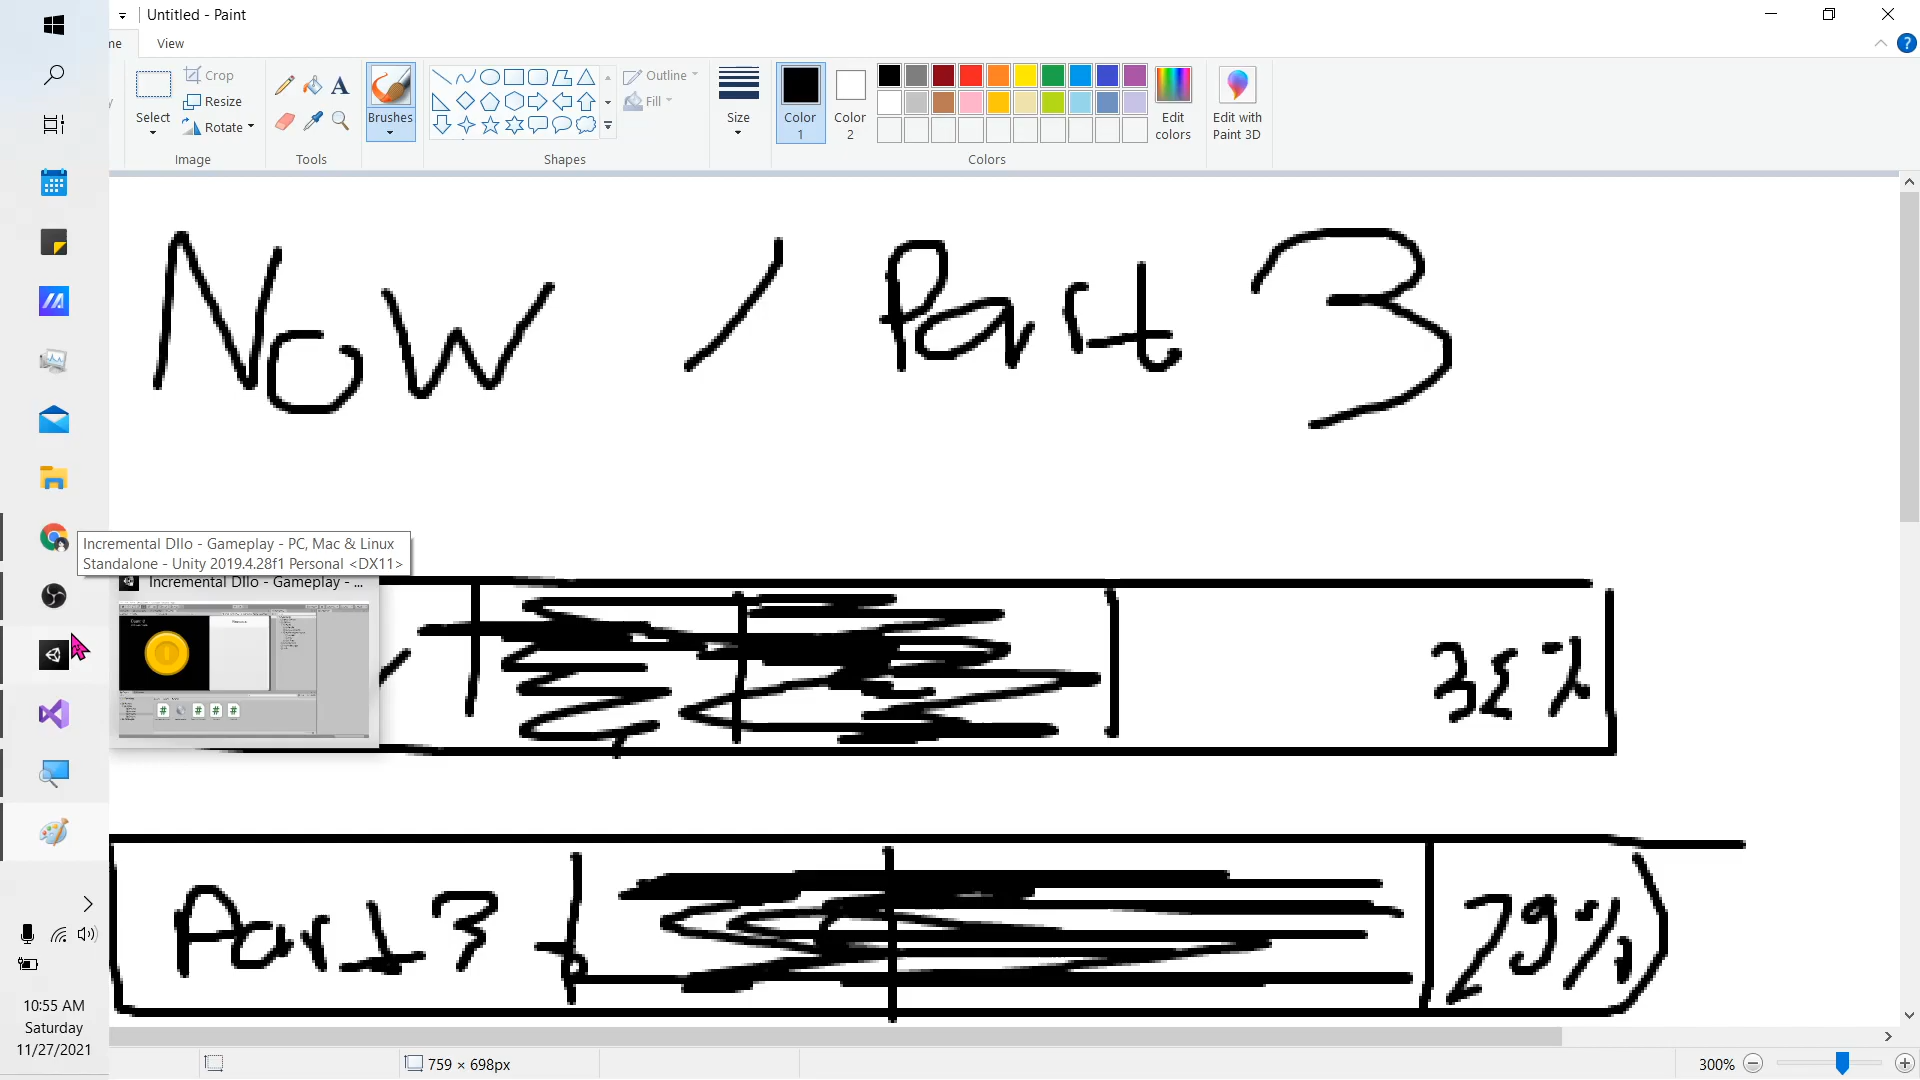 Untitled - Paint
me View
Crop
Resize
Rotate
Select
Image
Tools
Brushes
Shapes
Outline
Fill
Size
Color 1
Color 2
Colors
Edit colors
Edit with Paint 3D
Now / Part 3
Incremental Dllo - Gameplay - PC, Mac & Linux
Standalone - Unity 2019.4.28f1 Personal <DX11>
Incremental Dllo - Gameplay - ...
35%
Part 3
29%
10:55 AM
Saturday
11/27/2021
759 × 698px
300%